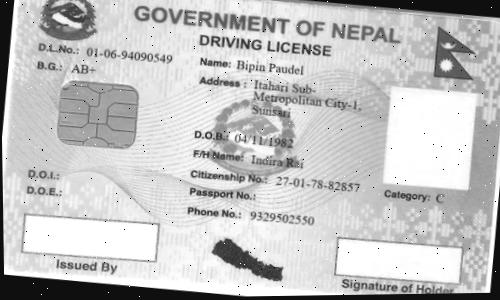 GOVERNMENT OF NEPAL
DRIVING LICENSE
D.L.No.: 01-06-94090549
B.G.: AB+
Name: Bipin Paudel
Address : Itahari Sub-
Metropolitan City-1,
Sunsari
D.O.B.: 04/11/1982
F/H Name: Indira Rai
Citizenship No.: 27-01-78-82857
Passport No.:
Phone No.: 9329502550
D.O.I.:
D.O.E.:
Category: C
Issued By
Signature of Holder